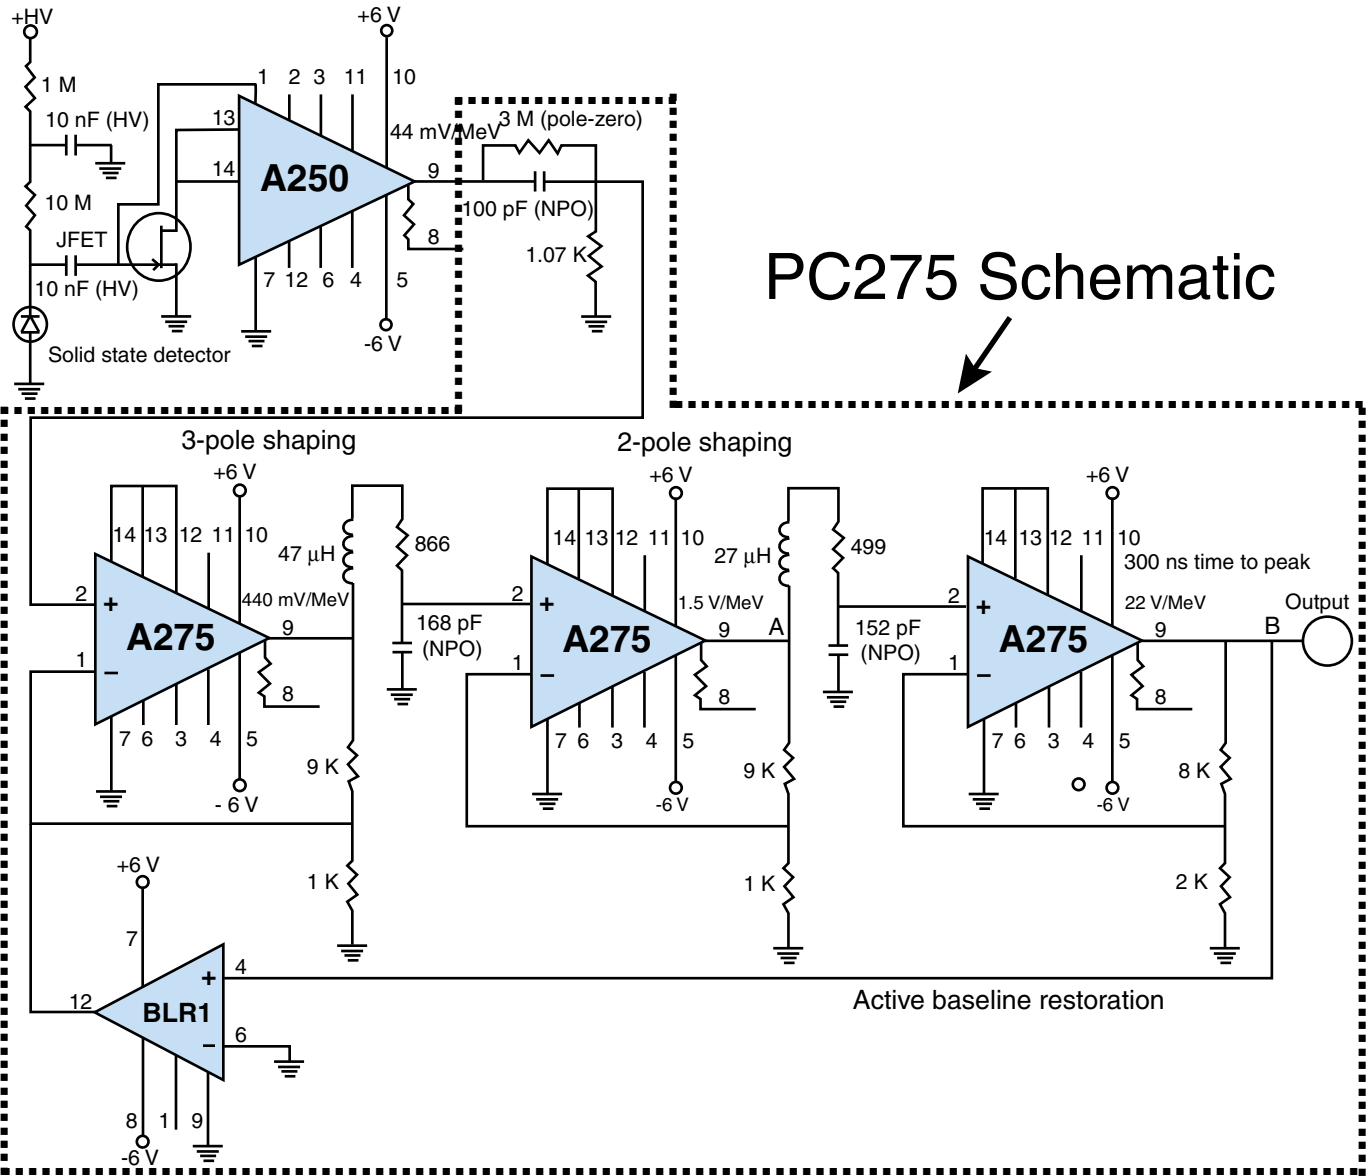 +HV
+6 V
1 M
10 nF (HV)
1 2 3 11 10
13
14
A250
44 mV/MeV
3 M (pole-zero)
9
100 pF (NPO)
8
1.07 K
10 M
JFET
10 nF (HV)
7 12 6 4 5
-6 V
Solid state detector
PC275 Schematic
3-pole shaping
2-pole shaping
+6 V
14 13 12 11 10
47 µH
866
440 mV/MeV
2
+
A275
1
–
9
8
7 6 3 4 5
- 6 V
168 pF
(NPO)
9 K
1 K
+6 V
14 13 12 11 10
27 µH
499
1.5 V/MeV
2
+
A275
1
–
9
A
8
7 6 3 4 5
-6 V
152 pF
(NPO)
9 K
1 K
+6 V
14 13 12 11 10
300 ns time to peak
22 V/MeV
Output
2
+
A275
1
–
9
B
8
7 6 3 4 5
-6 V
8 K
2 K
+6 V
7
+
4
12
BLR1
–
6
8 1 9
-6 V
Active baseline restoration